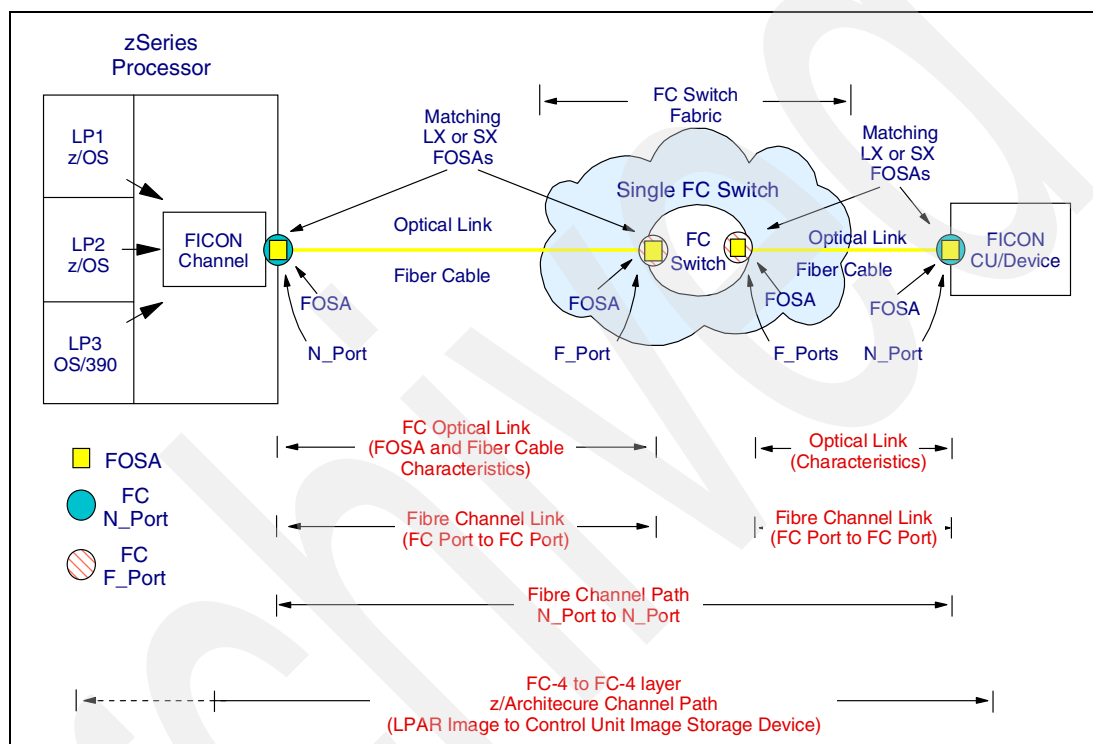 zSeries
Processor
LP1
z/OS
LP2
z/OS
LP3
OS/390
FICON
Channel
Matching
LX or SX
FOSAs
FC Switch
Fabric
Matching
LX or SX
FOSAs
Single FC Switch
Optical Link
Fiber Cable
FC
Switch
Optical Link
Fiber Cable
FICON
CU/Device
FOSA
N_Port
FOSA
F_Port
FOSA
F_Ports
FOSA
N_Port
FOSA
FC
N_Port
FC
F_Port
FC Optical Link
(FOSA and Fiber Cable
Characteristics)
Optical Link
(Characteristics)
Fibre Channel Link
(FC Port to FC Port)
Fibre Channel Link
(FC Port to FC Port)
Fibre Channel Path
N_Port to N_Port
FC-4 to FC-4 layer
z/Architecure Channel Path
(LPAR Image to Control Unit Image Storage Device)